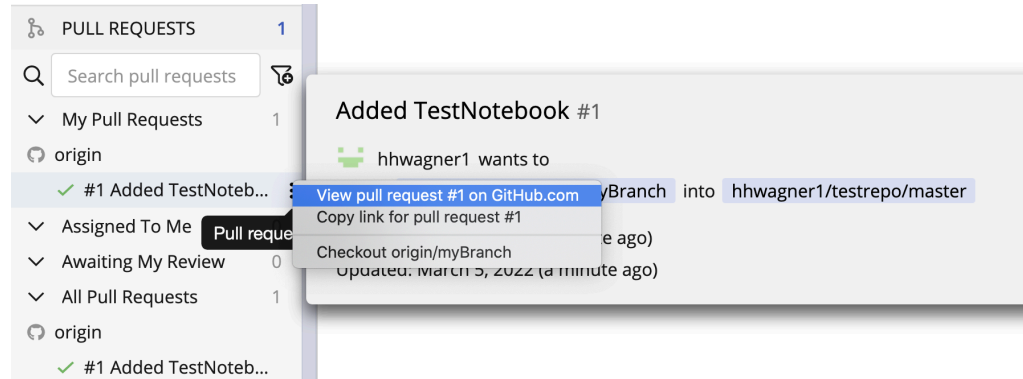 PULL REQUESTS 1
Search pull requests
My Pull Requests 1
origin
#1 Added TestNoteb...
Assigned To Me
Awaiting My Review 0
All Pull Requests 1
origin
#1 Added TestNoteb...
Pull reque
Added TestNotebook #1
hhwagner1 wants to
yBranch into hhwagner1/testrepo/master
e ago)
Updated: March 5, 2022 (a minute ago)
View pull request #1 on GitHub.com
Copy link for pull request #1
Checkout origin/myBranch